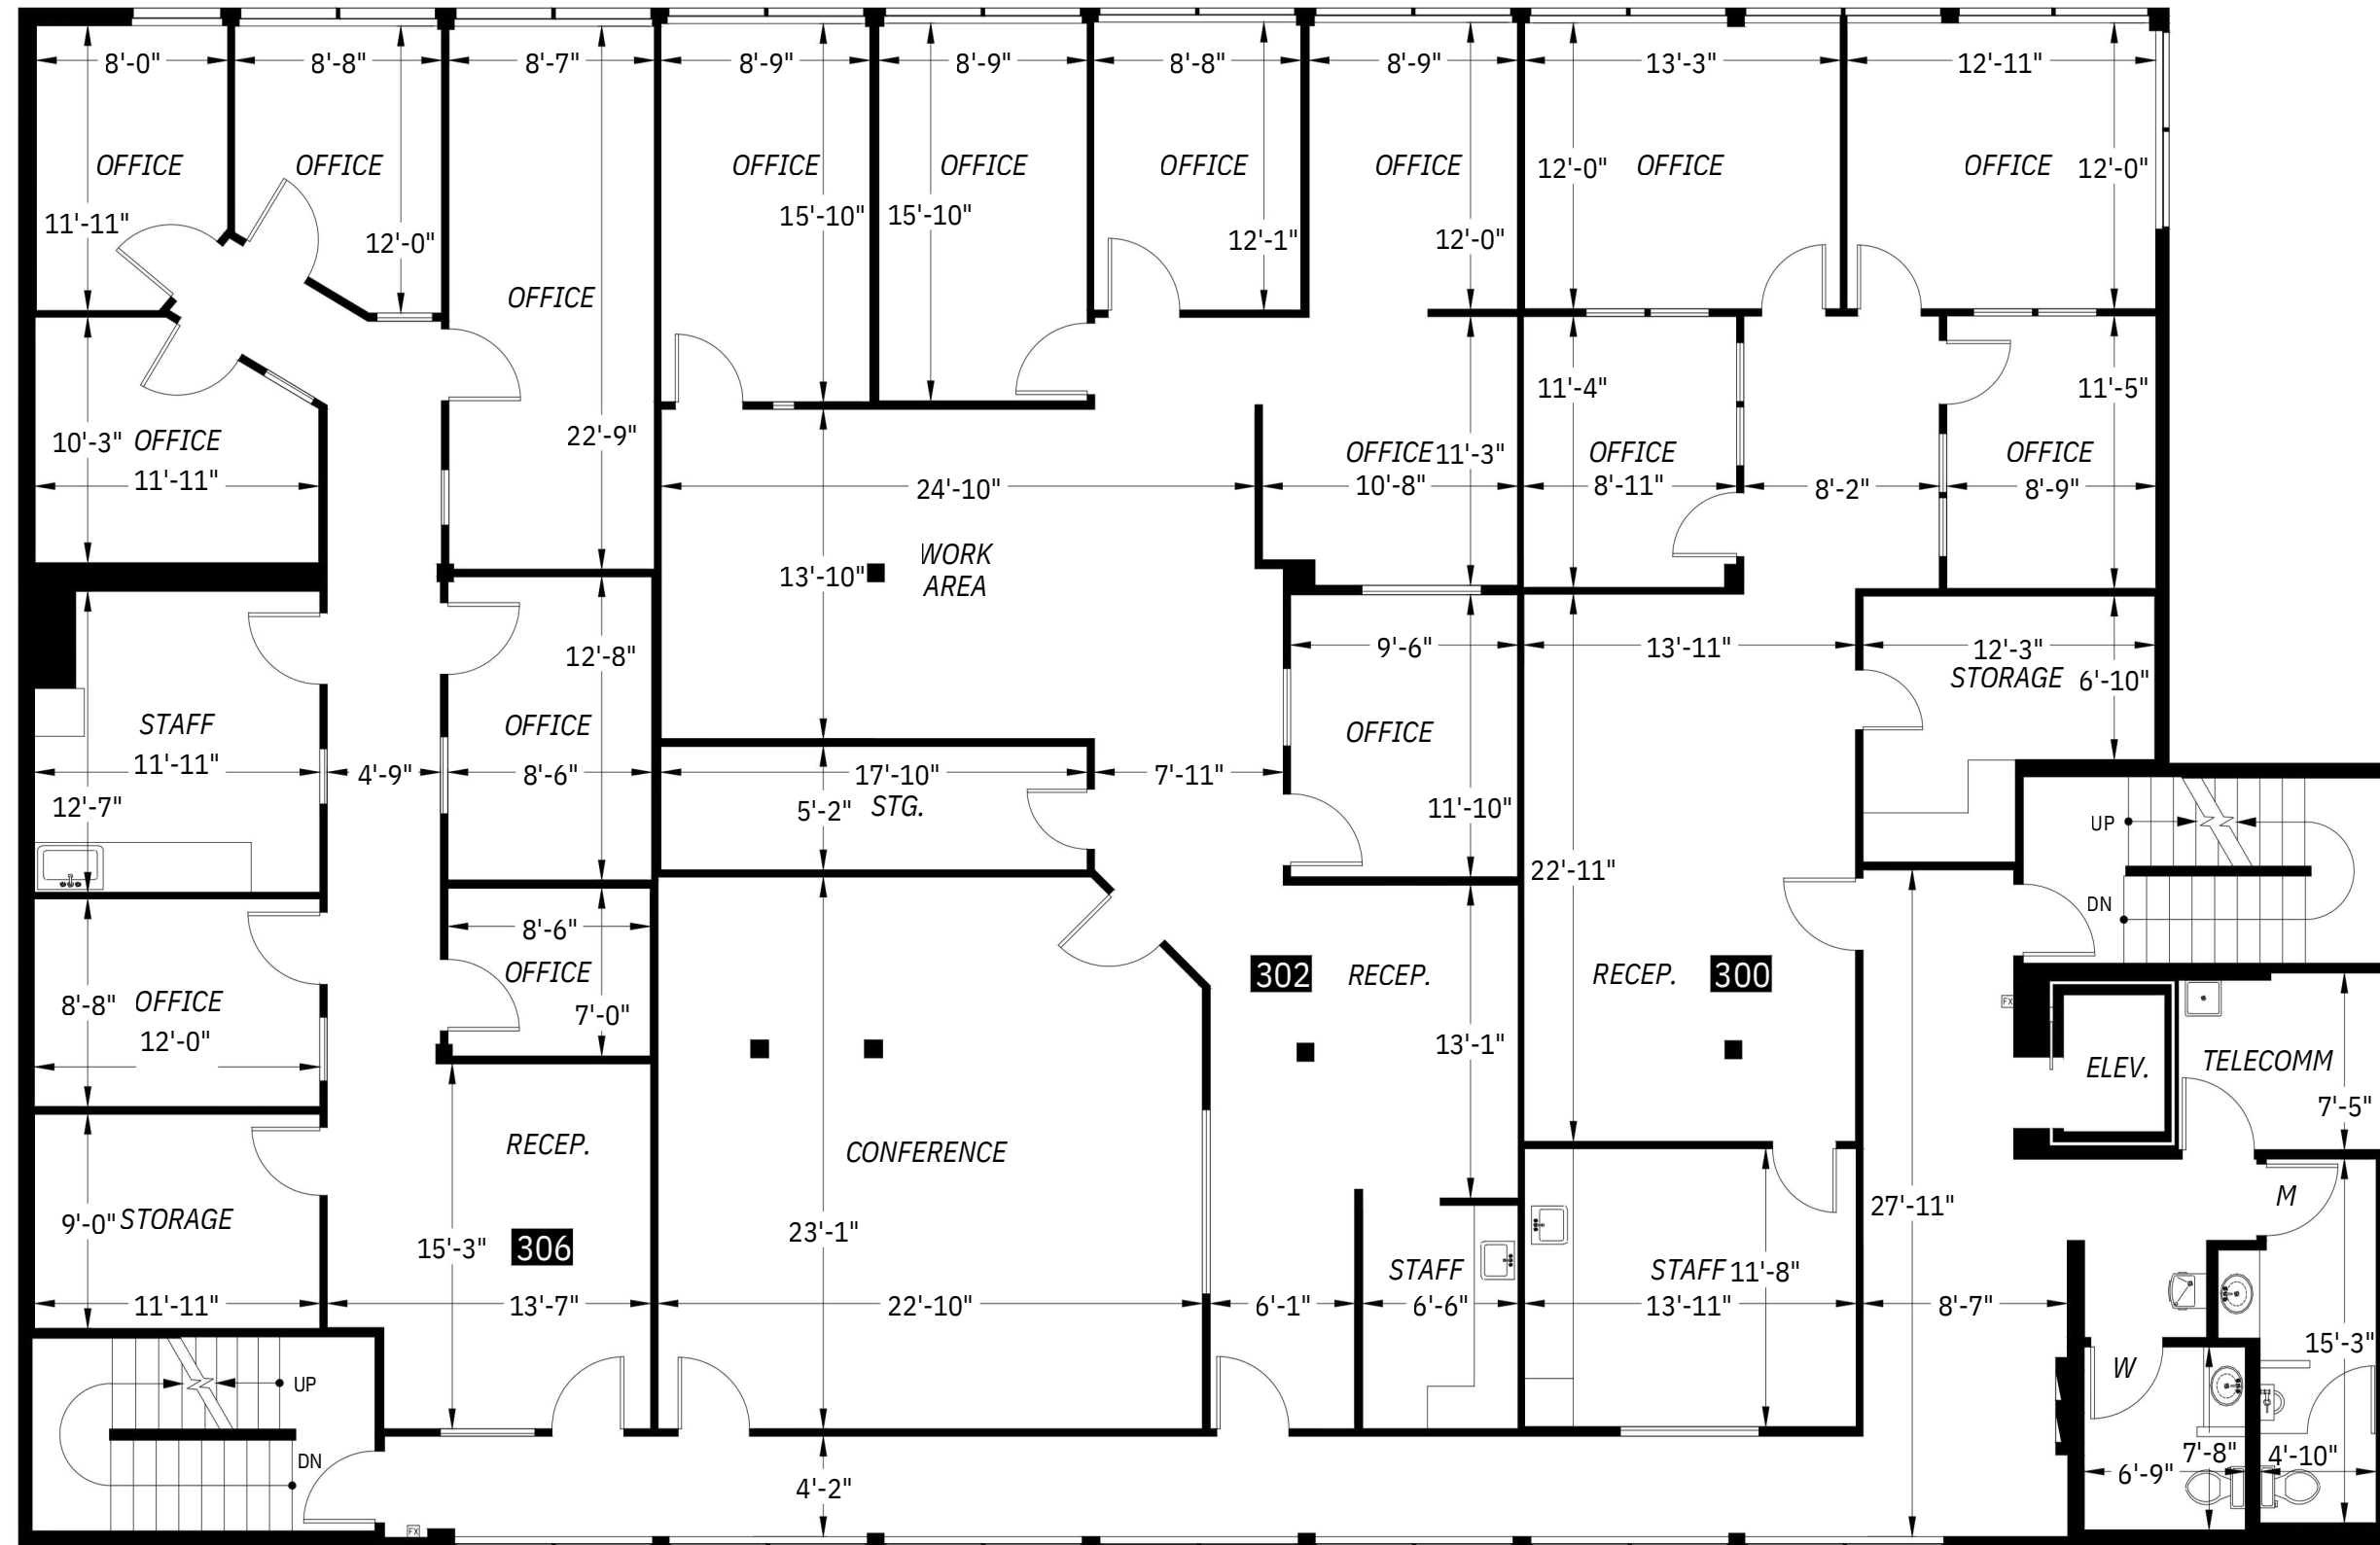 8'-0"
8'-8"
8'-7"
8'-9"
8'-9"
8'-8"
8'-9"
13'-3"
12'-11"
OFFICE
OFFICE
OFFICE
OFFICE
OFFICE
OFFICE
12'-0"
OFFICE
OFFICE
12'-0"
11'-11"
12'-0"
15'-10"
15'-10"
12'-1"
12'-0"
OFFICE
22'-9"
10'-3"
OFFICE
11'-11"
24'-10"
OFFICE
11'-3"
10'-8"
11'-4"
OFFICE
8'-11"
8'-2"
11'-5"
OFFICE
8'-9"
13'-10"
WORK
AREA
12'-8"
9'-6"
13'-11"
12'-3"
STORAGE
6'-10"
STAFF
11'-11"
12'-7"
4'-9"
OFFICE
8'-6"
17'-10"
5'-2"
STG.
7'-11"
OFFICE
11'-10"
22'-11"
UP
DN
8'-6"
OFFICE
7'-0"
8'-8"
OFFICE
12'-0"
302
RECEP.
RECEP.
300
13'-1"
FX
ELEV.
TELECOMM
7'-5"
RECEP.
CONFERENCE
9'-0"
STORAGE
11'-11"
15'-3"
306
13'-7"
23'-1"
22'-10"
6'-1"
STAFF
6'-6"
STAFF
11'-8"
13'-11"
27'-11"
8'-7"
M
15'-3"
W
7'-8"
4'-10"
6'-9"
UP
DN
4'-2"
FX